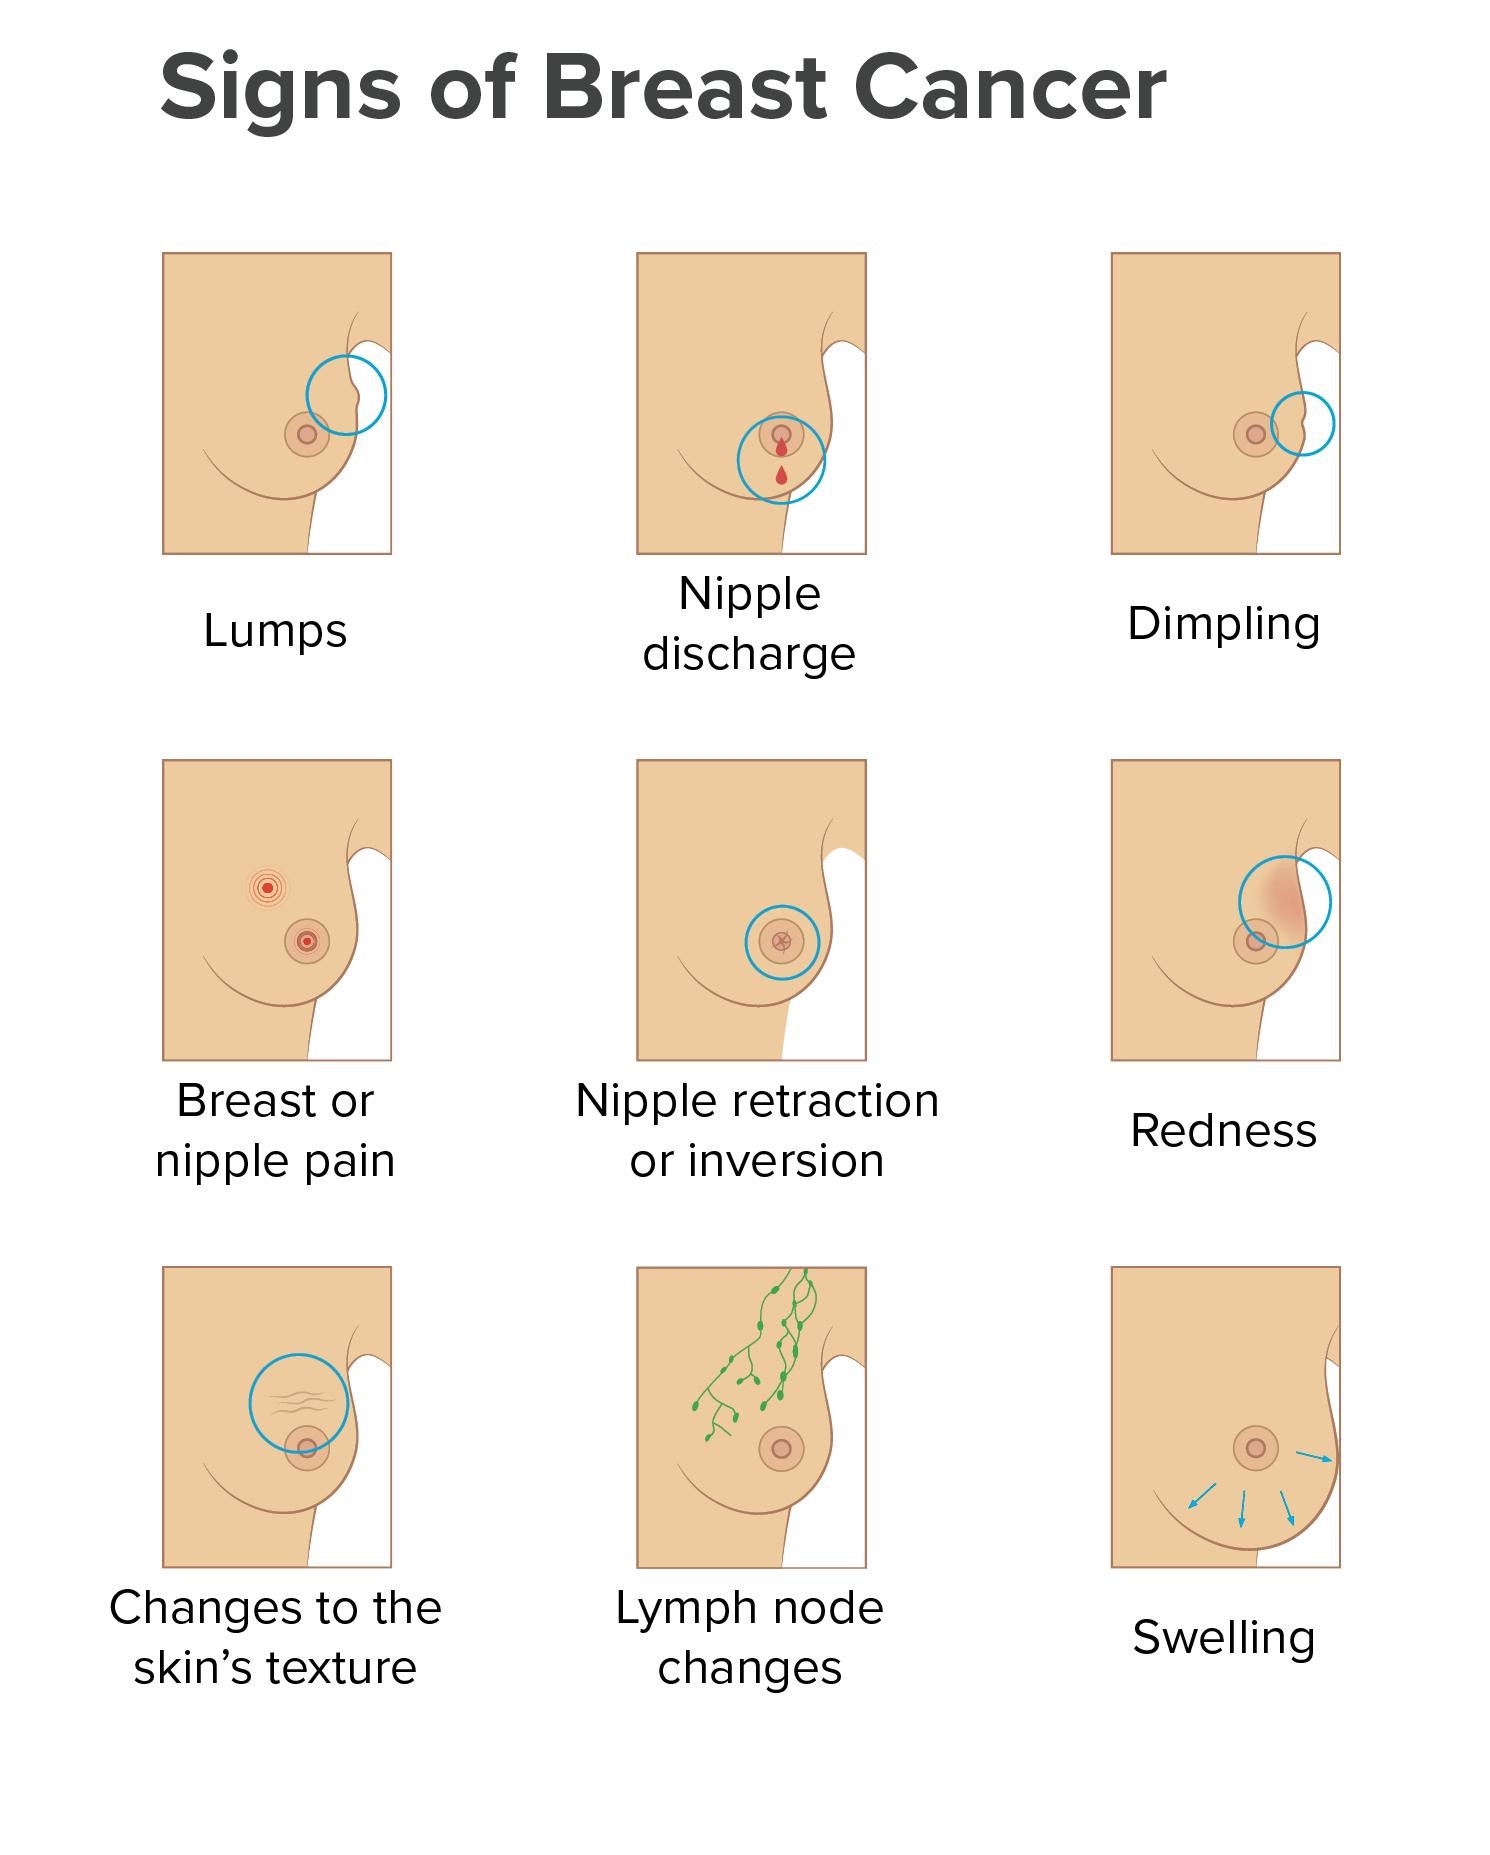 Signs of Breast Cancer
Lumps
Nipple
discharge
Dimpling
Breast or
nipple pain
Nipple retraction
or inversion
Redness
Changes to the
skin’s texture
Lymph node
changes
Swelling